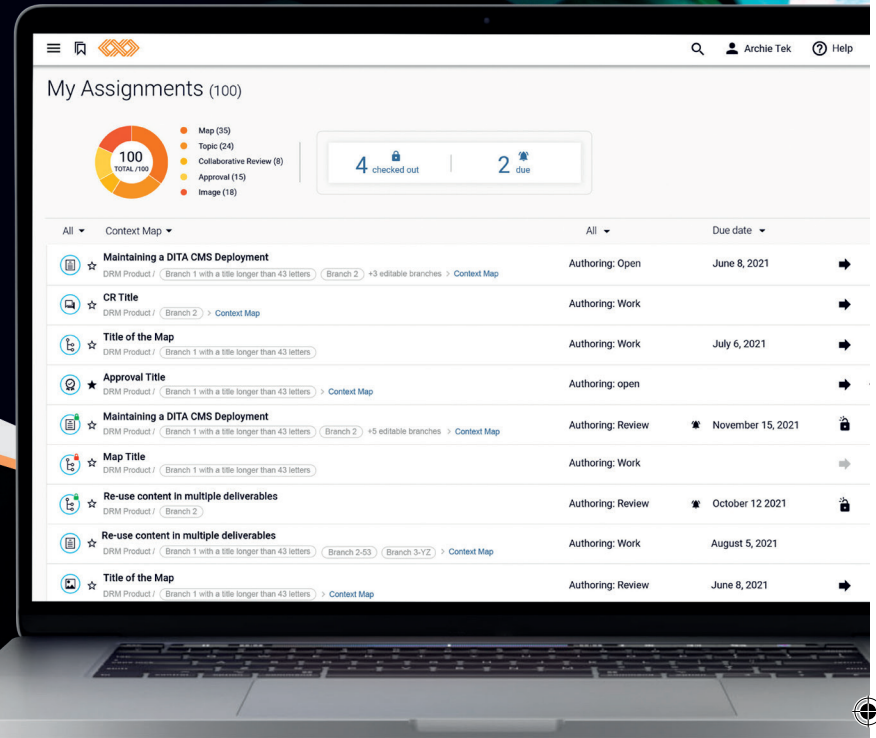 Archie Tek
Help
My Assignments (100)
100
TOTAL /100
Map (35)
Topic (24)
Collaborative Review (8)
Approval (15)
Image (18)
4 checked out
2 due
All
Context Map
All
Due date
Maintaining a DITA CMS Deployment
DRM Product / Branch 1 with a title longer than 43 letters Branch 2 +3 editable branches > Context Map
Authoring: Open
June 8, 2021
CR Title
DRM Product / Branch 2 > Context Map
Authoring: Work
Title of the Map
DRM Product / Branch 1 with a title longer than 43 letters
Authoring: Work
July 6, 2021
Approval Title
DRM Product / Branch 1 with a title longer than 43 letters > Context Map
Authoring: open
Maintaining a DITA CMS Deployment
DRM Product / Branch 1 with a title longer than 43 letters Branch 2 +5 editable branches > Context Map
Authoring: Review
November 15, 2021
Map Title
DRM Product / Branch 1 with a title longer than 43 letters
Authoring: Work
Re-use content in multiple deliverables
DRM Product / Branch 2
Authoring: Review
October 12 2021
Re-use content in multiple deliverables
DRM Product / Branch 1 with a title longer than 43 letters Branch 2-53 Branch 3-YZ > Context Map
Authoring: Work
August 5, 2021
Title of the Map
DRM Product / Branch 1 with a title longer than 43 letters > Context Map
Authoring: Review
June 8, 2021